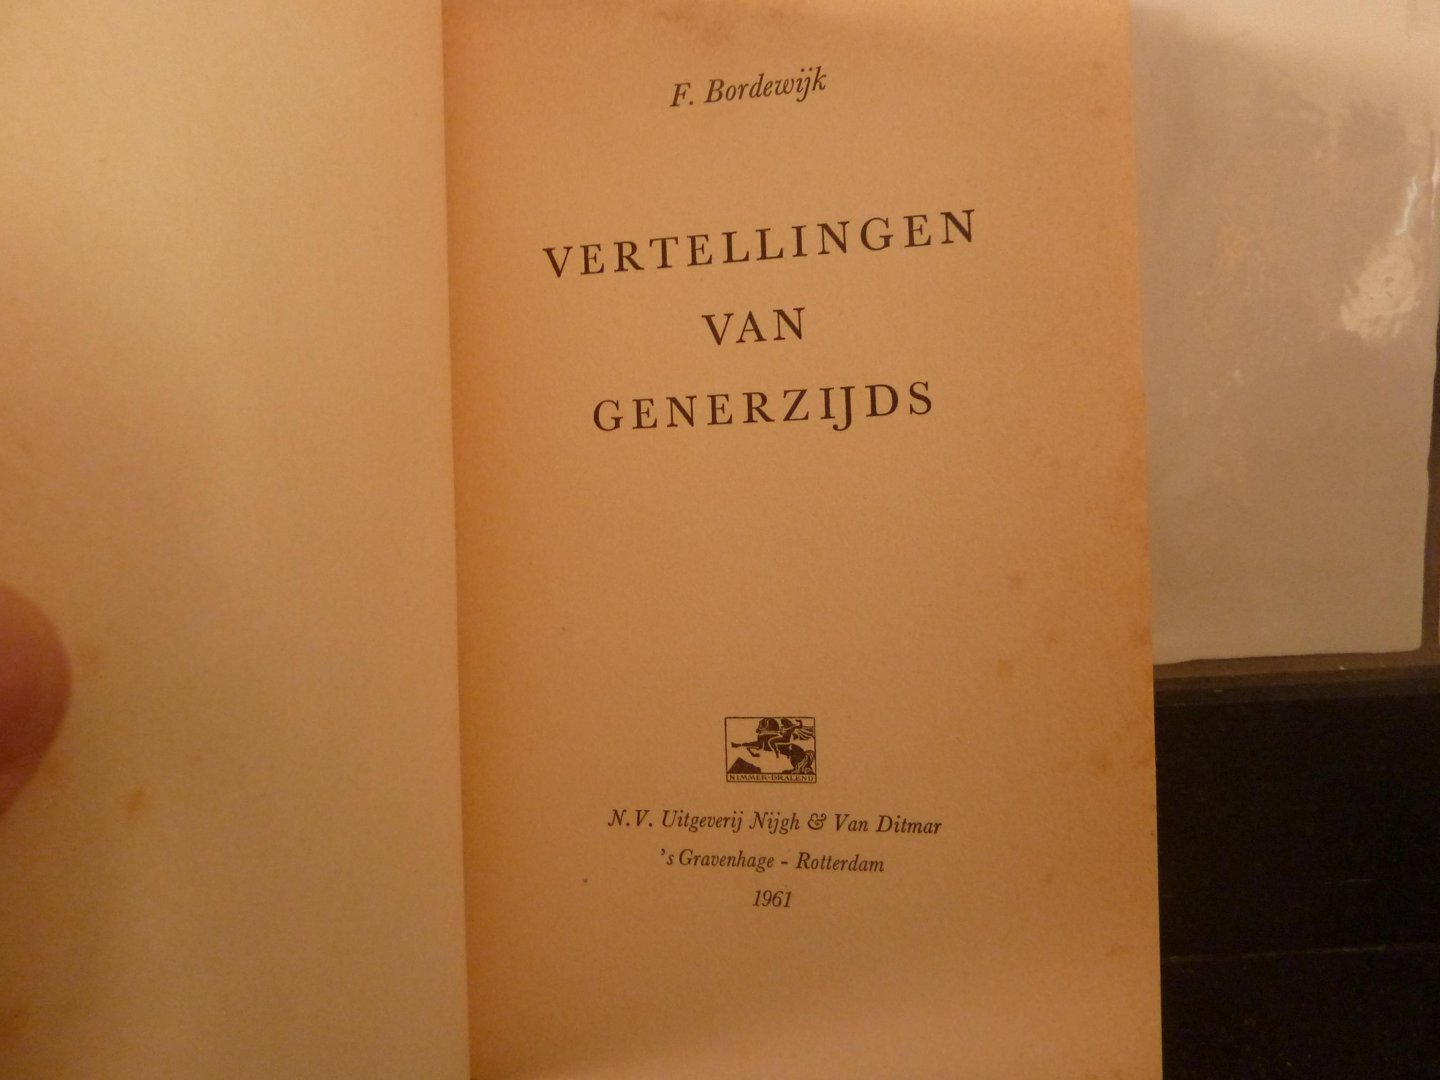 F. Bordewijk
VERTELLINGEN
VAN
GENERZIJDS
NIMMER-DRALEND
N.V. Uitgeverij Nijgh & Van Ditmar
's Gravenhage - Rotterdam
1961